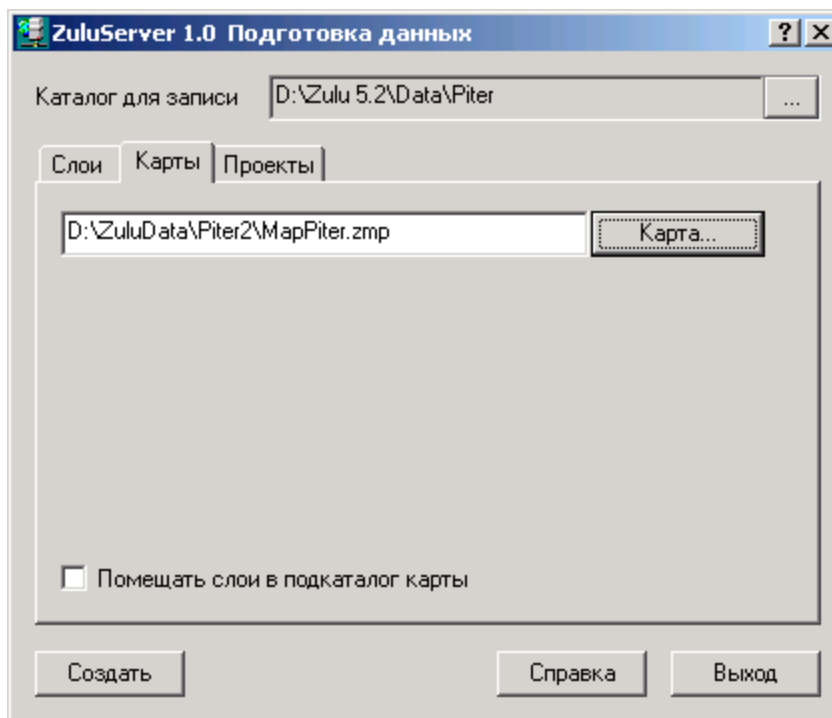 ZuluServer 1.0 Подготовка данных
Каталог для записи D:\Zulu 5.2\Data\Piter ...
Слои Карты Проекты
D:\ZuluData\Piter2\MapPiter.zmp Карта...
Помещать слои в подкаталог карты
Создать Справка Выход